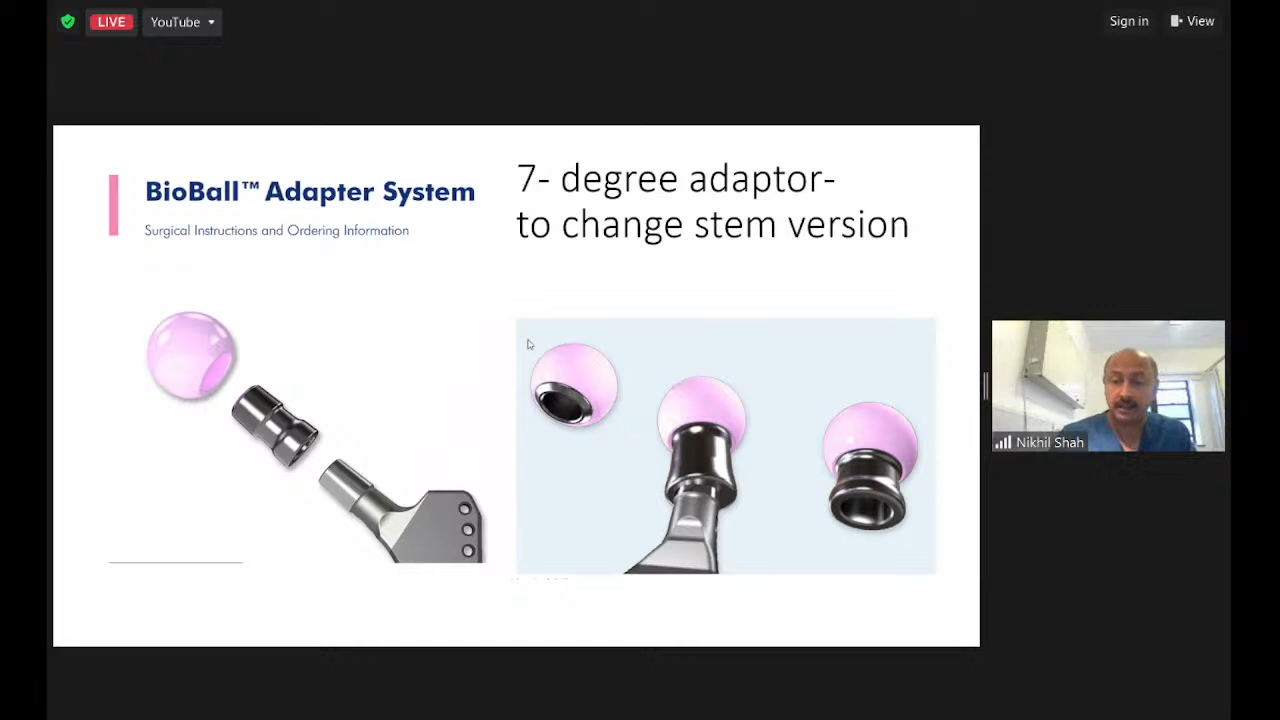 LIVE
YouTube
Sign in
View
BioBall™ Adapter System
Surgical Instructions and Ordering Information
7- degree adaptor-
to change stem version
Nikhil Shah